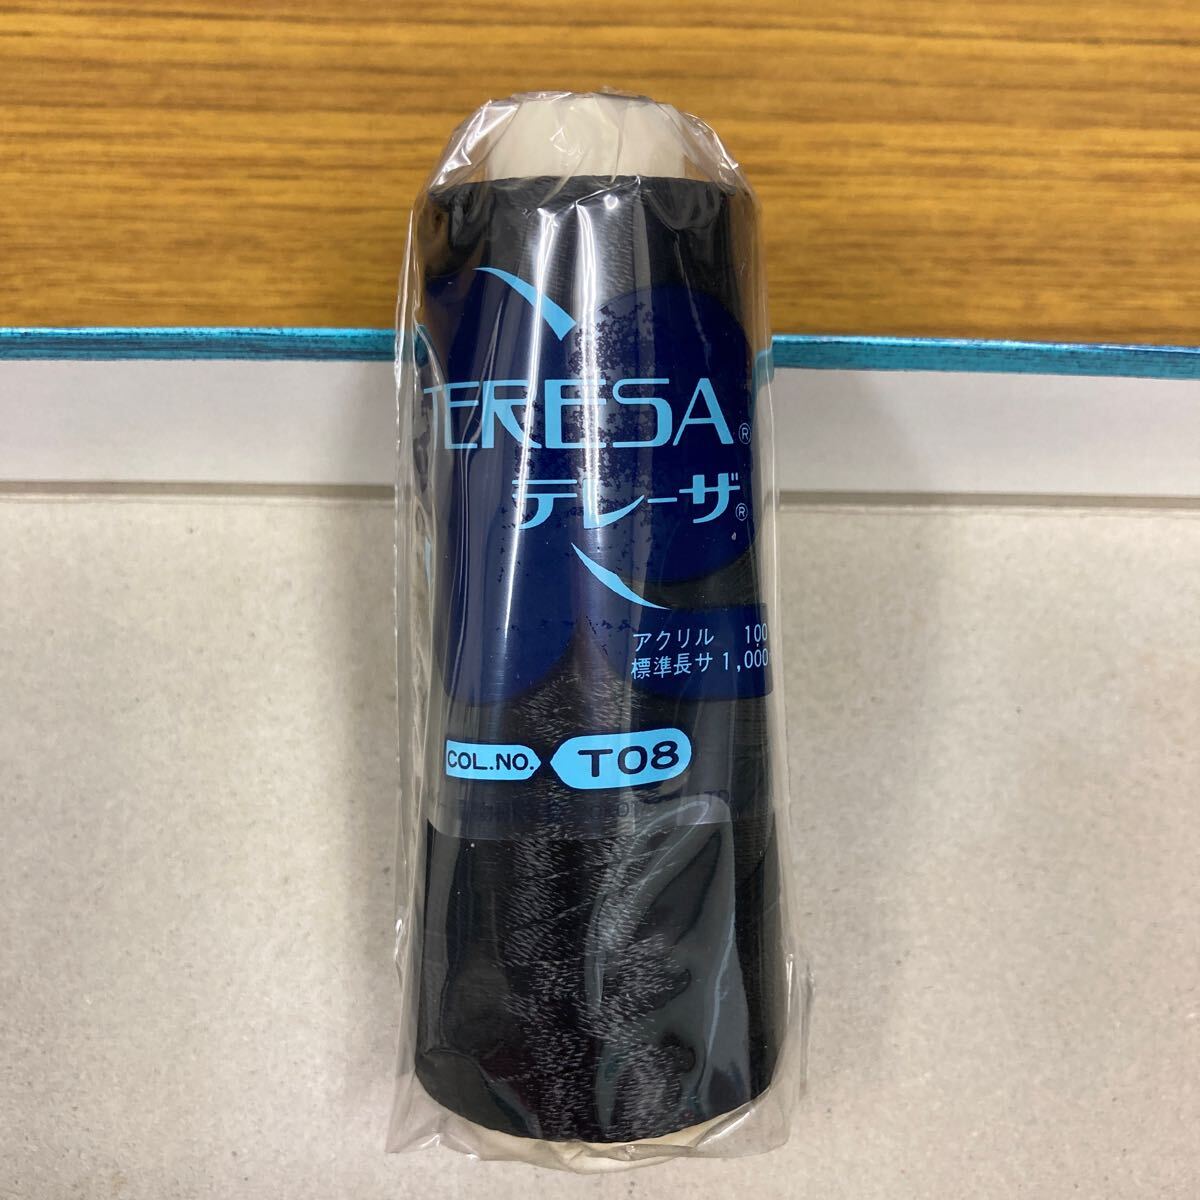 TERESA®
テレーザ®
アクリル 100
標準長サ 1,000
COL.NO. T08